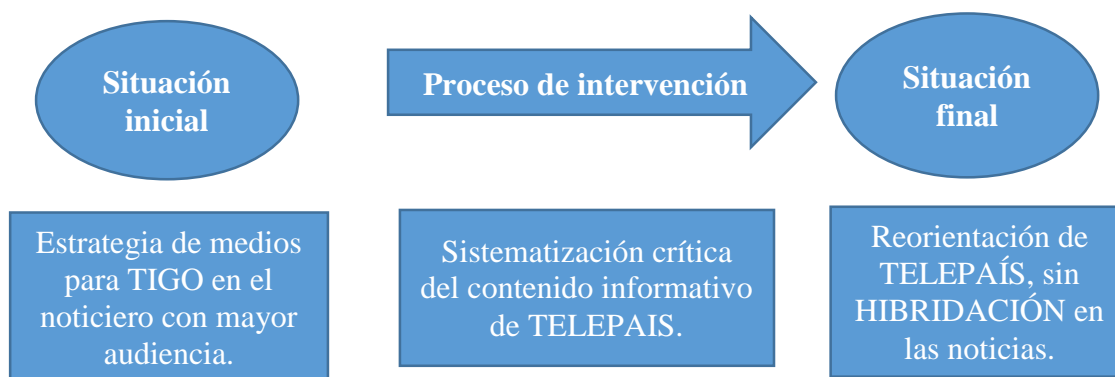 Situación
inicial
Proceso de intervención
Situación
final
Estrategia de medios
para TIGO en el
noticiero con mayor
audiencia.
Sistematización crítica
del contenido informativo
de TELEPAIS.
Reorientación de
TELEPAÍS, sin
HIBRIDACIÓN en
las noticias.